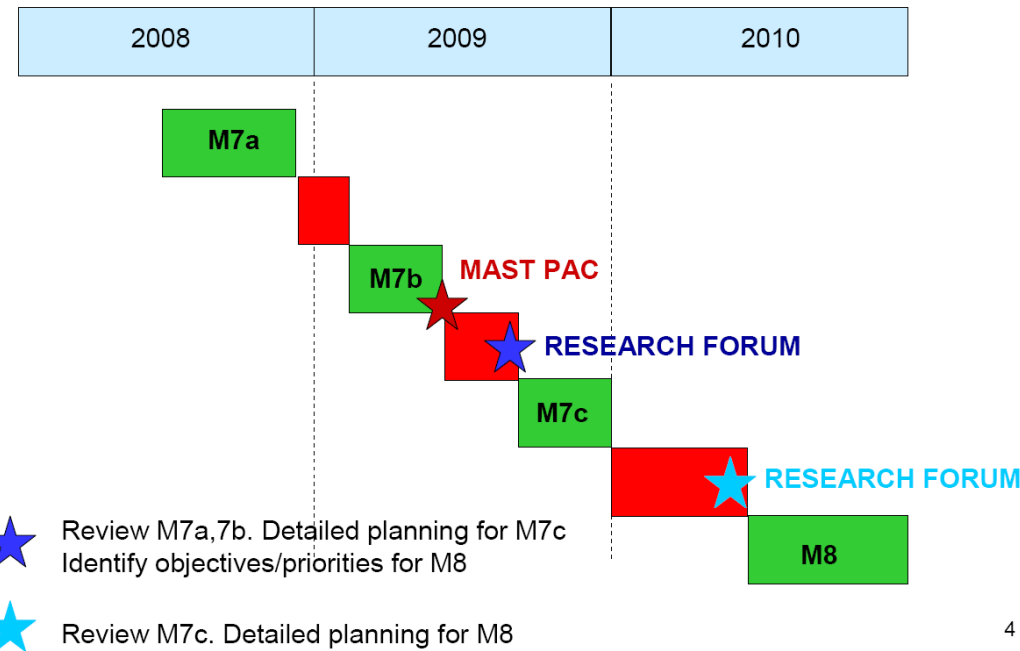 2008 2009 2010
M7a
M7b
MAST PAC
RESEARCH FORUM
M7c
RESEARCH FORUM
M8
Review M7a,7b. Detailed planning for M7c
Identify objectives/priorities for M8
Review M7c. Detailed planning for M8
4